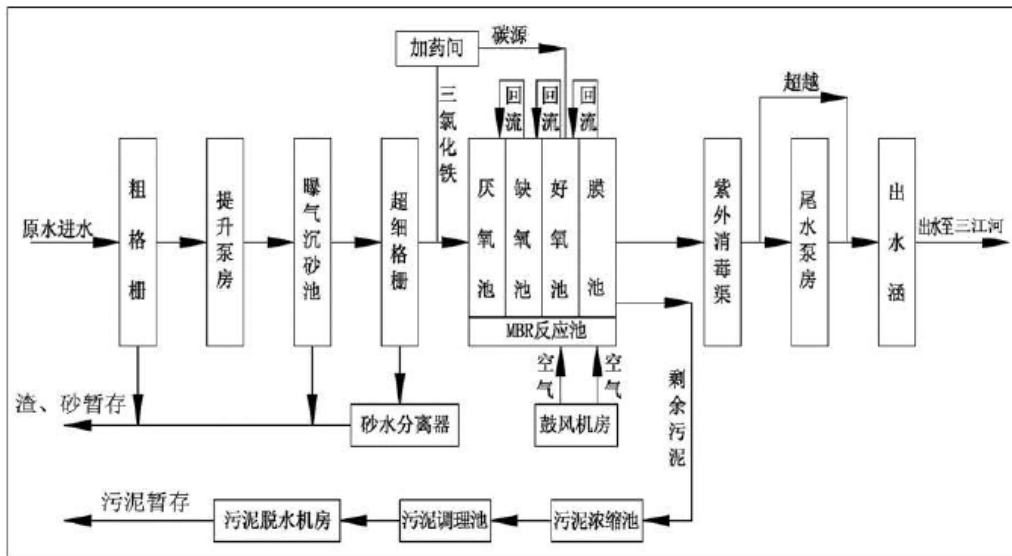 加药间
碳源
三氯化铁
回流
回流
回流
超越
原水进水
粗格栅
提升泵房
曝气沉砂池
超细格栅
厌氧池
缺氧池
好氧池
膜池
MBR反应池
紫外消毒渠
尾水泵房
出水涵
出水至三江河
空气
空气
剩余污泥
渣、砂暂存
砂水分离器
鼓风机房
污泥暂存
污泥脱水机房
污泥调理池
污泥浓缩池